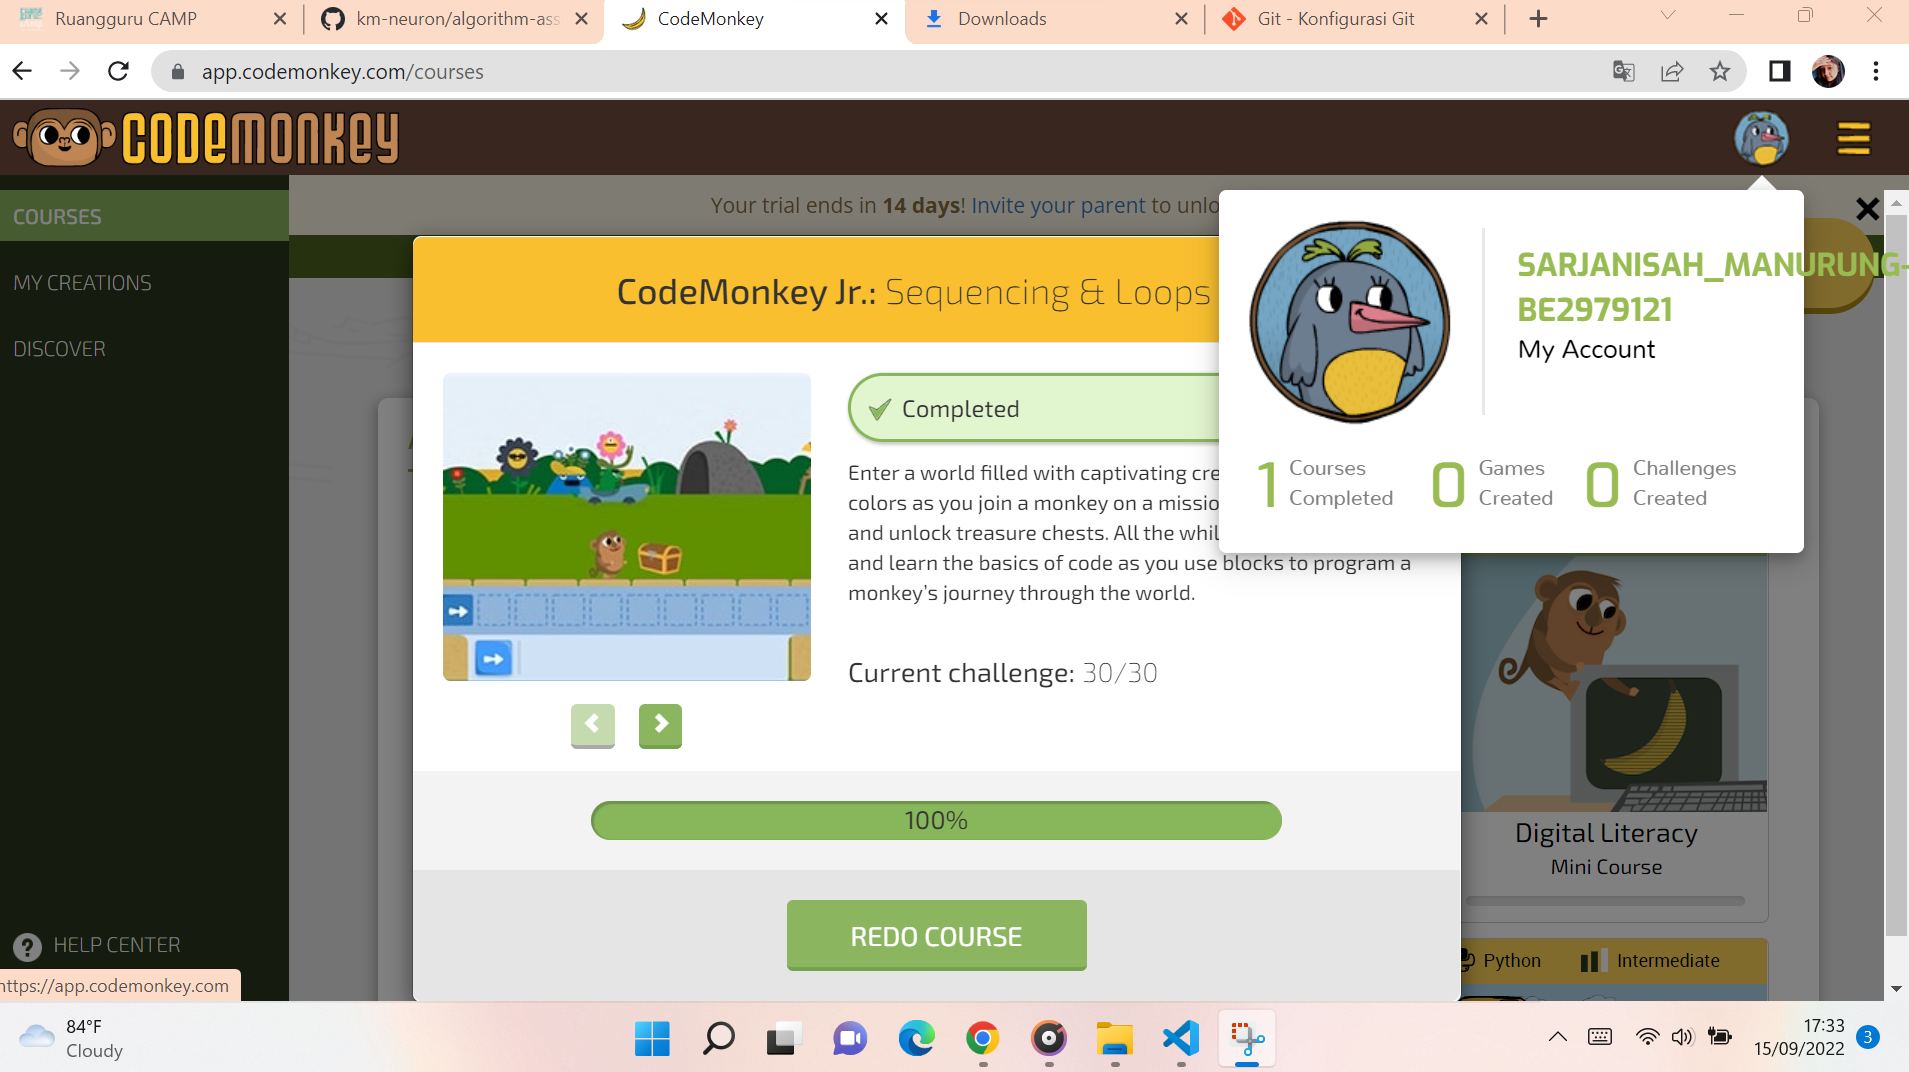 Ruangguru CAMP
km-neuron/algorithm-ass
CodeMonkey
Downloads
Git - Konfigurasi Git
app.codemonkey.com/courses
CODEMONKEY
COURSES
MY CREATIONS
DISCOVER
Your trial ends in 14 days! Invite your parent to unlo
CodeMonkey Jr.: Sequencing & Loops
SARJANISAH_MANURUNG-
BE2979121
My Account
1 Courses Completed
0 Games Created
0 Challenges Created
Completed
Enter a world filled with captivating cre
colors as you join a monkey on a missio
and unlock treasure chests. All the whil
and learn the basics of code as you use blocks to program a
monkey’s journey through the world.
Current challenge: 30/30
100%
REDO COURSE
Digital Literacy
Mini Course
Python
Intermediate
HELP CENTER
https://app.codemonkey.com
84°F
Cloudy
17:33
15/09/2022
3